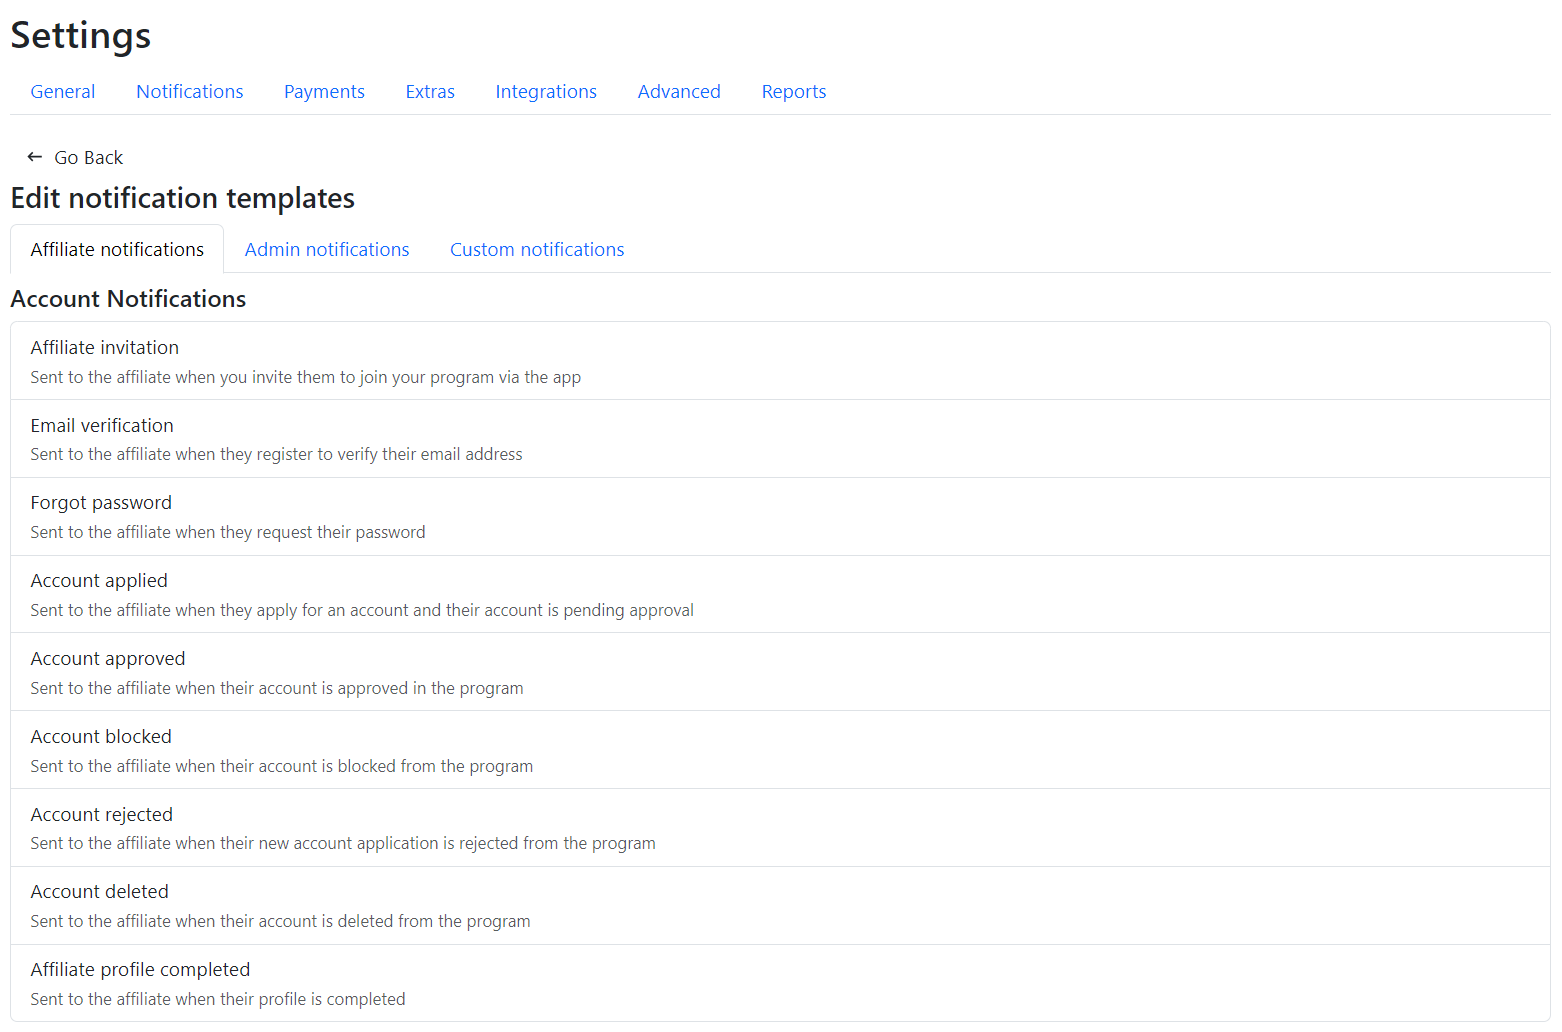 Settings
General Notifications Payments Extras Integrations Advanced Reports
← Go Back
Edit notification templates
Affiliate notifications Admin notifications Custom notifications
Account Notifications
Affiliate invitation
Sent to the affiliate when you invite them to join your program via the app
Email verification
Sent to the affiliate when they register to verify their email address
Forgot password
Sent to the affiliate when they request their password
Account applied
Sent to the affiliate when they apply for an account and their account is pending approval
Account approved
Sent to the affiliate when their account is approved in the program
Account blocked
Sent to the affiliate when their account is blocked from the program
Account rejected
Sent to the affiliate when their new account application is rejected from the program
Account deleted
Sent to the affiliate when their account is deleted from the program
Affiliate profile completed
Sent to the affiliate when their profile is completed